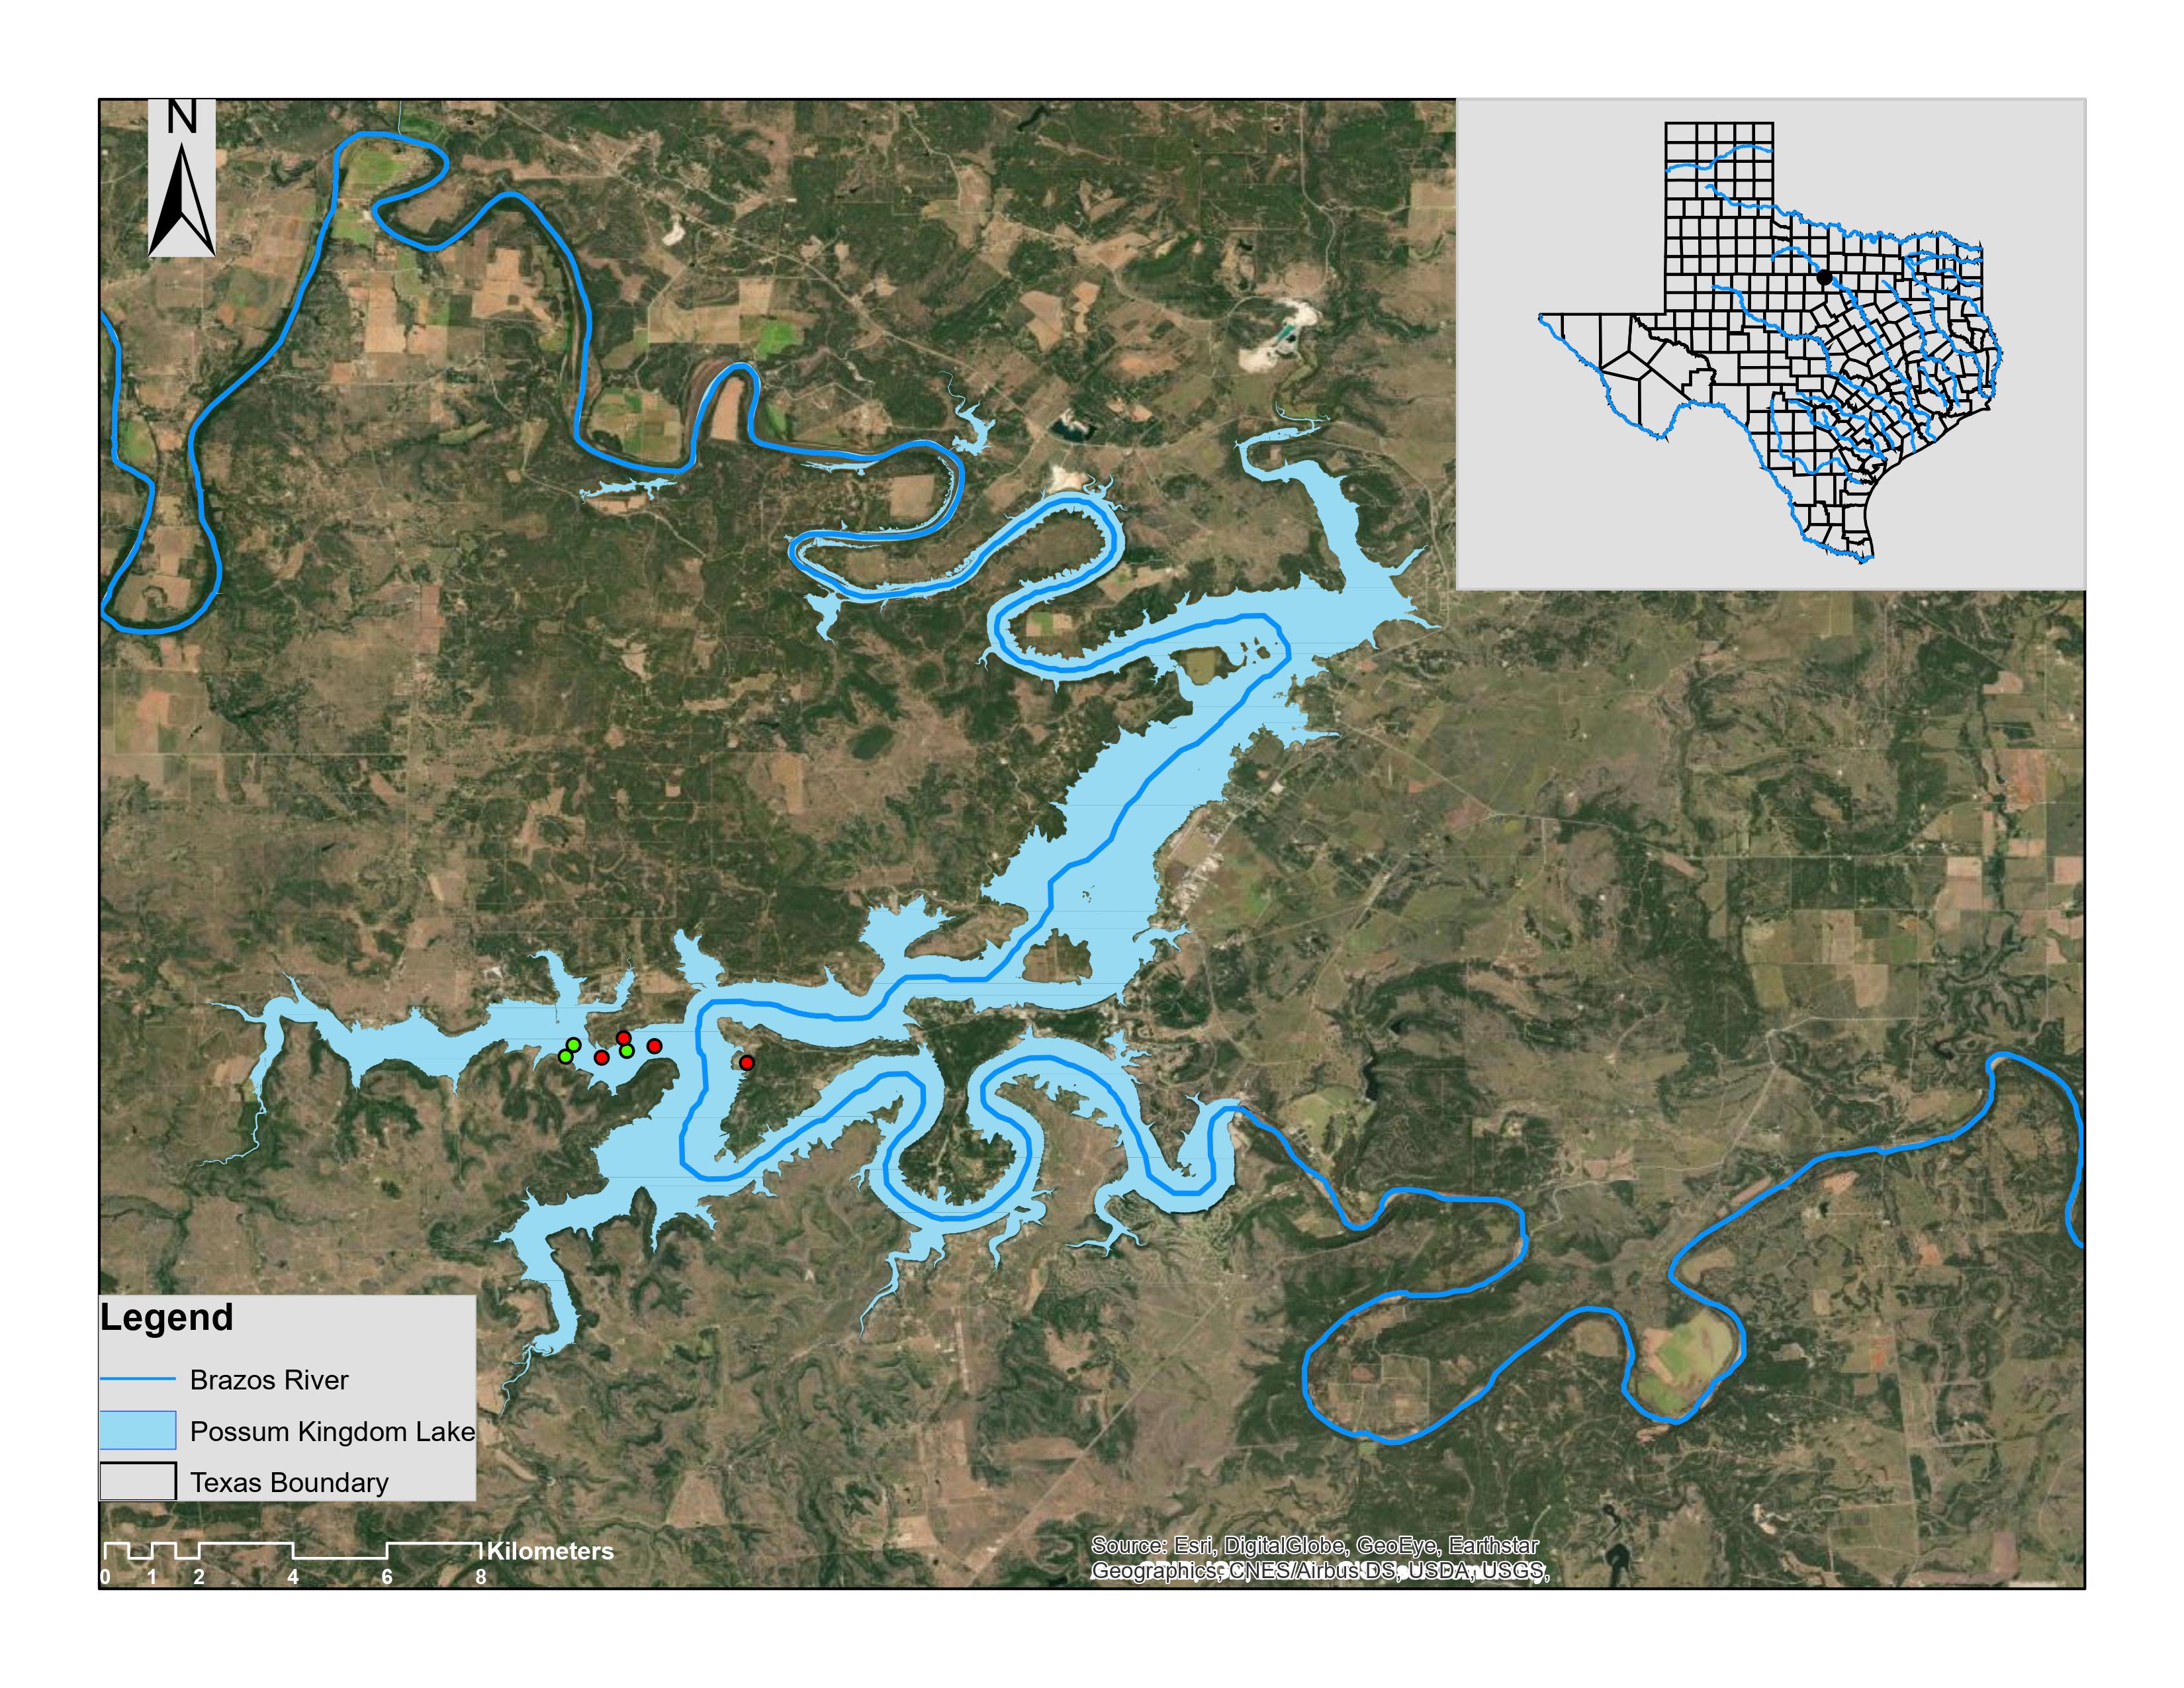 N
Legend
Brazos River
Possum Kingdom Lake
Texas Boundary
0 1 2 4 6 8 Kilometers
Source: Esri, DigitalGlobe, GeoEye, Earthstar
Geographics, CNES/Airbus DS, USDA, USGS,